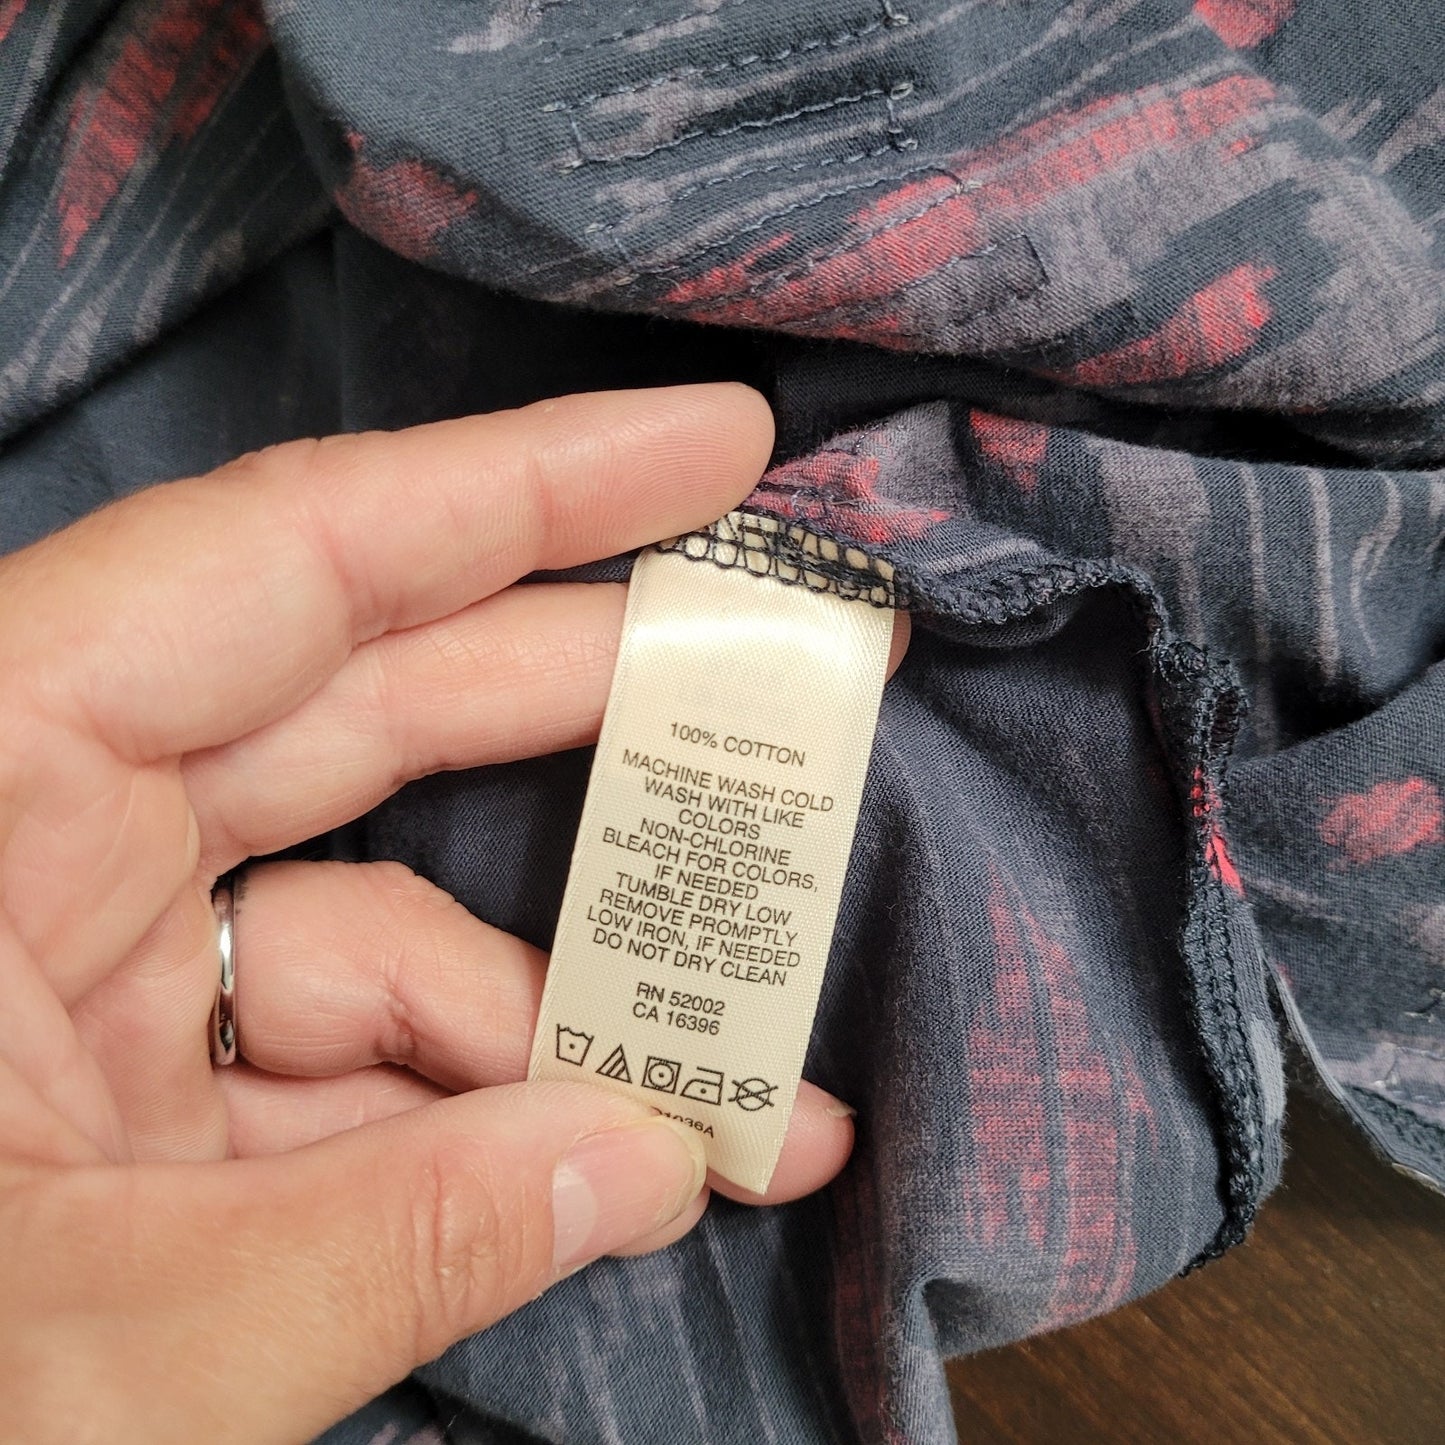 100% COTTON
MACHINE WASH COLD
WASH WITH LIKE
COLORS
NON-CHLORINE
BLEACH FOR COLORS,
IF NEEDED
TUMBLE DRY LOW
REMOVE PROMPTLY
LOW IRON, IF NEEDED
DO NOT DRY CLEAN
RN 52002
CA 16396